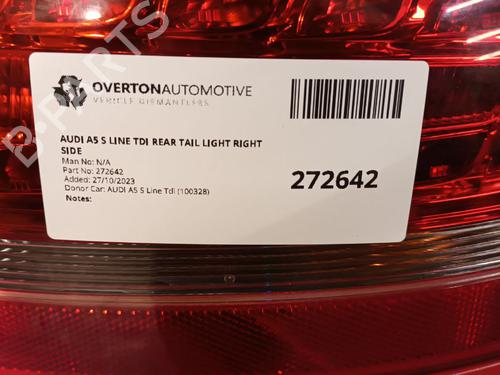 OVERTONAUTOMOTIVE
VEHICLE DISMANTLERS
AUDI A5 S LINE TDI REAR TAIL LIGHT RIGHT
SIDE
Man No: N/A
Part No: 272642
Added: 27/10/2023
Donor Car: AUDI A5 S Line Tdi (100328)
Notes:
272642